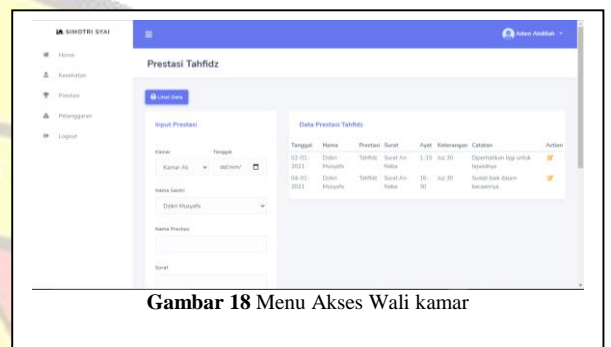 SIMOTRI SYAI
Adam Abdillah
Home
Kesehatan
Prestasi
Pelanggaran
Logout
Prestasi Tahfidz
Lihat Data
Input Prestasi
Kamar
Tanggal
Kamar As
dd/mm/
Nama Santri
Dzikri Musyafa
Nama Prestasi
Surat
Data Prestasi Tahfidz
Tanggal Nama Prestasi Surat Ayat Keterangan Catatan Action
02-01-2021 Dzikri Musyafa Tahfidz Surat An-Naba 1-15 Juz 30 Diperhatikan lagi untuk tajwidnya
04-01-2021 Dzikri Musyafa Tahfidz Surat An-Naba 16-30 Juz 30 Sudah baik dalam bacaannya
Gambar 18 Menu Akses Wali kamar